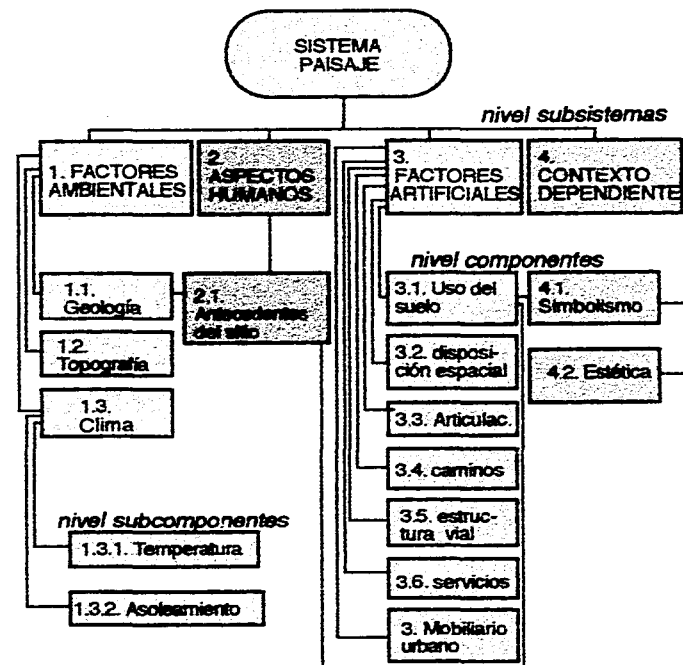 SISTEMA
PAISAJE
nivel subsistemas
1. FACTORES
AMBIENTALES
2.
ASPECTOS
HUMANOS
3.
FACTORES
ARTIFICIALES
4.
CONTEXTO
DEPENDIENTE
nivel componentes
1.1.
Geología
2.1
Antecedentes
del sitio
3.1. Uso del
suelo
4.1.
Simbolismo
1.2.
Topografía
3.2. disposi-
ción espacial
4.2. Estética
1.3.
Clima
3.3. Articulac.
3.4. caminos
nivel subcomponentes
1.3.1. Temperatura
3.5. estruc-
tura vial
1.3.2. Asoleamiento
3.6. servicios
3. Mobiliario
urbano